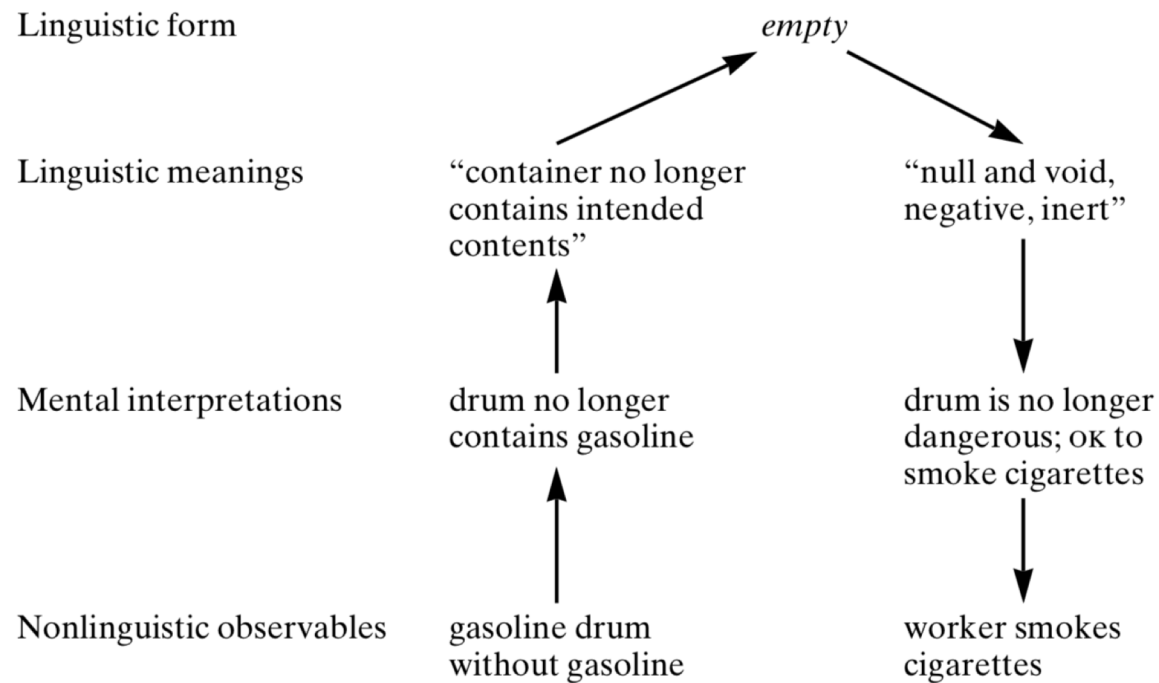 Linguistic form
empty
Linguistic meanings
“container no longer
contains intended
contents”
“null and void,
negative, inert”
Mental interpretations
drum no longer
contains gasoline
drum is no longer
dangerous; OK to
smoke cigarettes
Nonlinguistic observables
gasoline drum
without gasoline
worker smokes
cigarettes